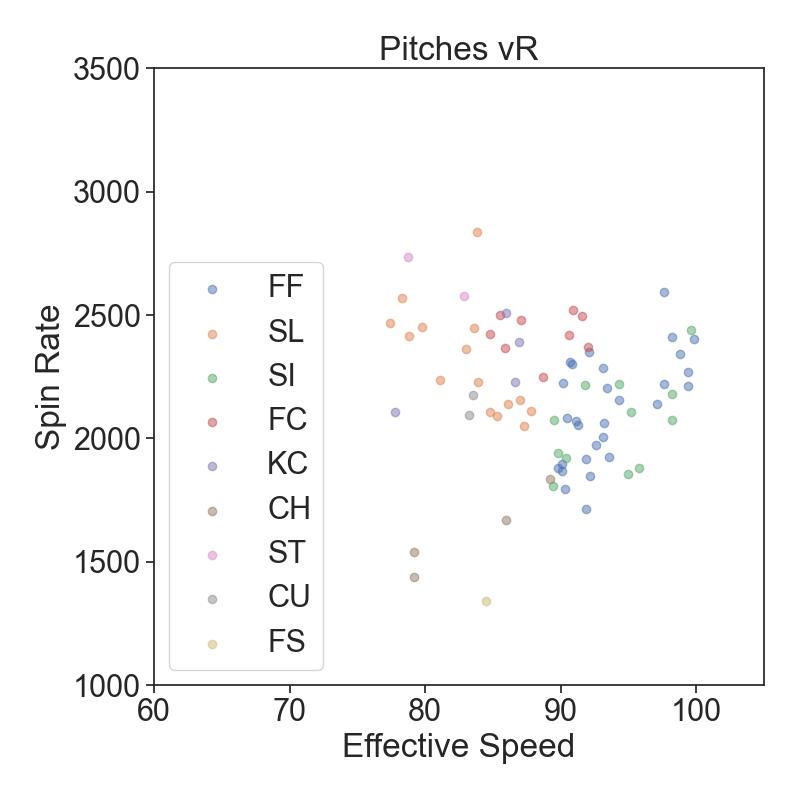 Pitches vR
3500
3000
2500
2000
1500
1000
Spin Rate
FF
SL
SI
FC
KC
CH
ST
CU
FS
60 70 80 90 100
Effective Speed